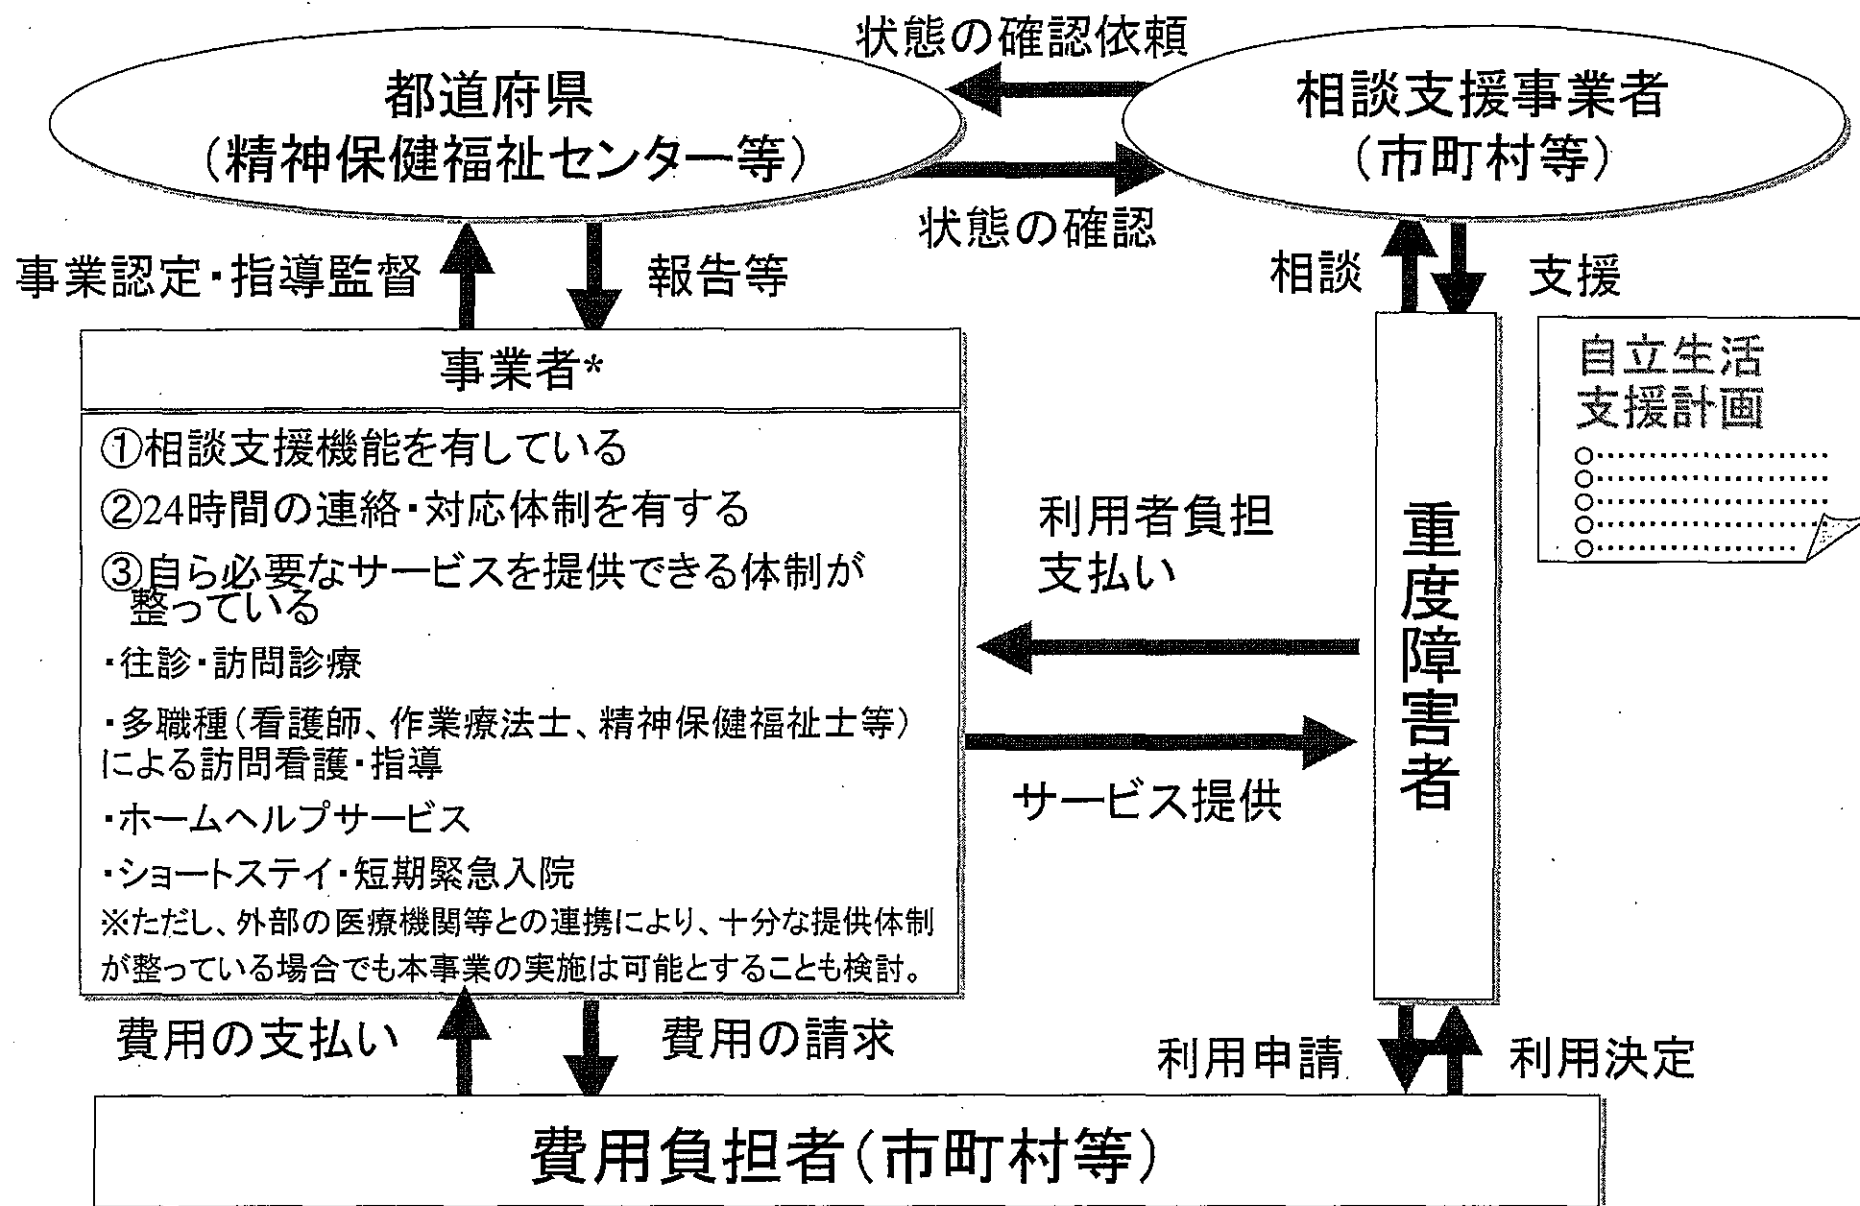 状態の確認依頼
都道府県
（精神保健福祉センター等）
相談支援事業者
（市町村等）
状態の確認
事業認定・指導監督
報告等
相談
支援
事業者*
①相談支援機能を有している
②24時間の連絡・対応体制を有する
③自ら必要なサービスを提供できる体制が
整っている
・往診・訪問診療
・多職種（看護師、作業療法士、精神保健福祉士等）
による訪問看護・指導
・ホームヘルプサービス
・ショートステイ・短期緊急入院
※ただし、外部の医療機関等との連携により、十分な提供体制
が整っている場合でも本事業の実施は可能とすることも検討。
利用者負担
支払い
サービス提供
重度障害者
自立生活
支援計画
費用の支払い
費用の請求
利用申請
利用決定
費用負担者（市町村等）